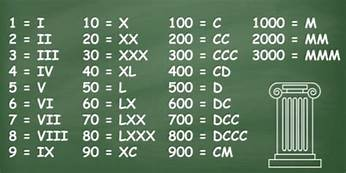 1 = I 10 = X 100 = C 1000 = M
2 = II 20 = XX 200 = CC 2000 = MM
3 = III 30 = XXX 300 = CCC 3000 = MMM
4 = IV 40 = XL 400 = CD
5 = V 50 = L 500 = D
6 = VI 60 = LX 600 = DC
7 = VII 70 = LXX 700 = DCC
8 = VIII 80 = LXXX 800 = DCCC
9 = IX 90 = XC 900 = CM